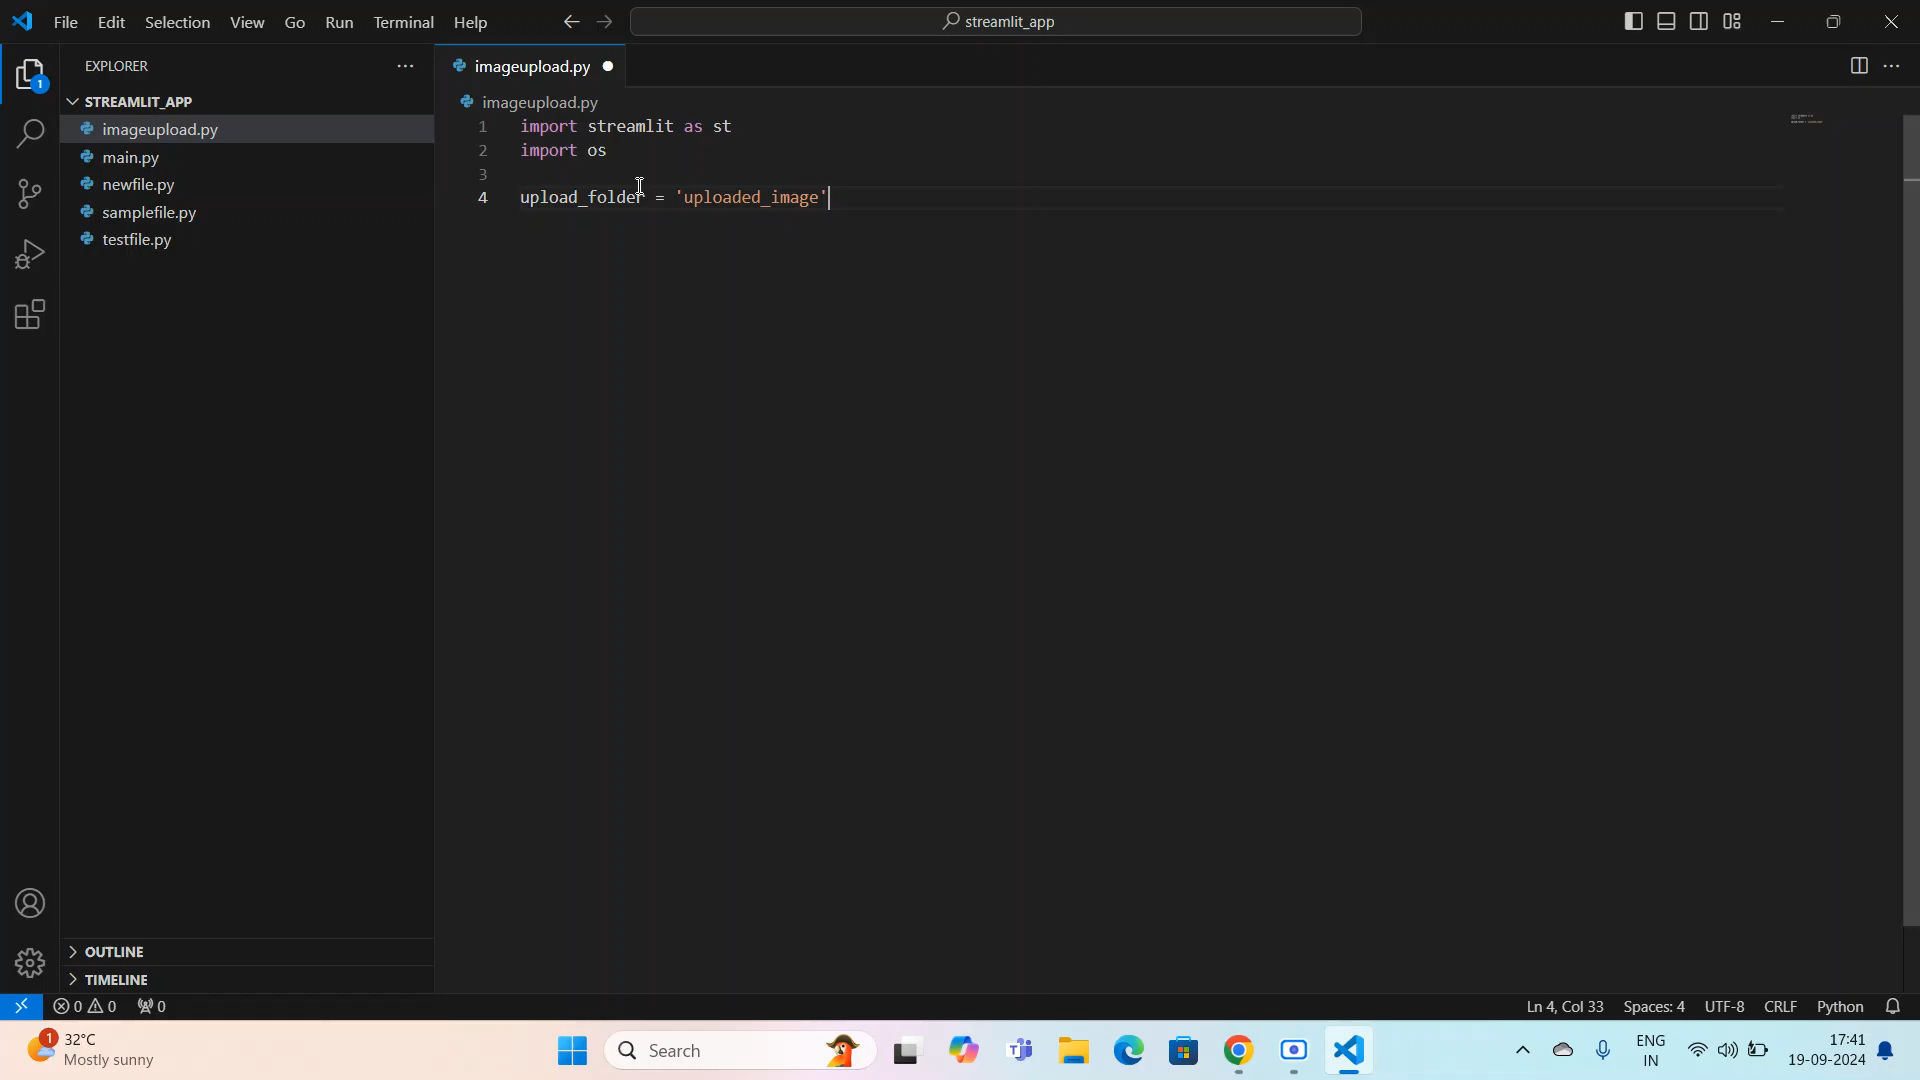 File Edit Selection View Go Run Terminal Help
streamlit_app
EXPLORER
1
STREAMLIT_APP
imageupload.py
main.py
newfile.py
samplefile.py
testfile.py
OUTLINE
TIMELINE
imageupload.py
imageupload.py
1 import streamlit as st
2 import os
3
4 upload_folder = 'uploaded_image'
0 0 0
Ln 4, Col 33 Spaces: 4 UTF-8 CRLF Python
1
32°C
Mostly sunny
Search
ENG
IN
17:41
19-09-2024